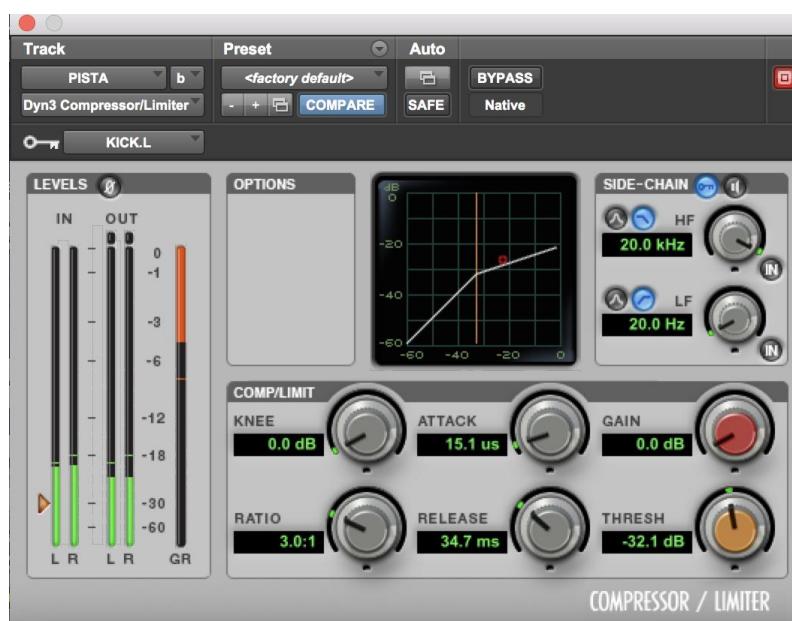 Track Preset Auto
PISTA b <factory default> BYPASS
Dyn3 Compressor/Limiter - + COMPARE SAFE Native
KICK.L
LEVELS OPTIONS SIDE-CHAIN
IN OUT
0
-1
-3
-6
-12
-18
-30
-60
L R L R GR
dB
0
-20
-40
-60
-60 -40 -20 0
HF
20.0 kHz
IN
LF
20.0 Hz
IN
COMP/LIMIT
KNEE ATTACK GAIN
0.0 dB 15.1 us 0.0 dB
RATIO RELEASE THRESH
3.0:1 34.7 ms -32.1 dB
COMPRESSOR / LIMITER